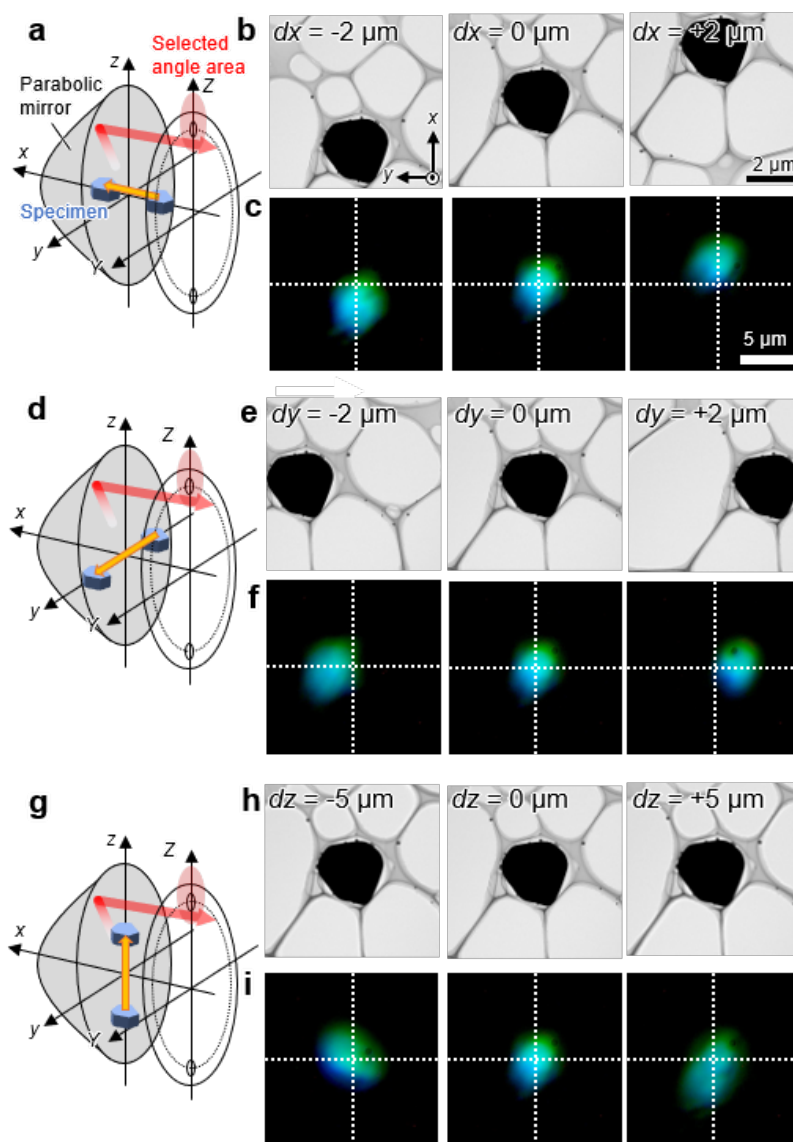 a
z
Selected
angle area
Z
Parabolic
mirror
x
Specimen
y
Y
b
dx = -2 µm
dx = 0 µm
dx = +2 µm
x
y
2 µm
c
5 µm
d
z
Z
x
y
Y
e
dy = -2 µm
dy = 0 µm
dy = +2 µm
f
g
z
Z
x
y
Y
h
dz = -5 µm
dz = 0 µm
dz = +5 µm
i